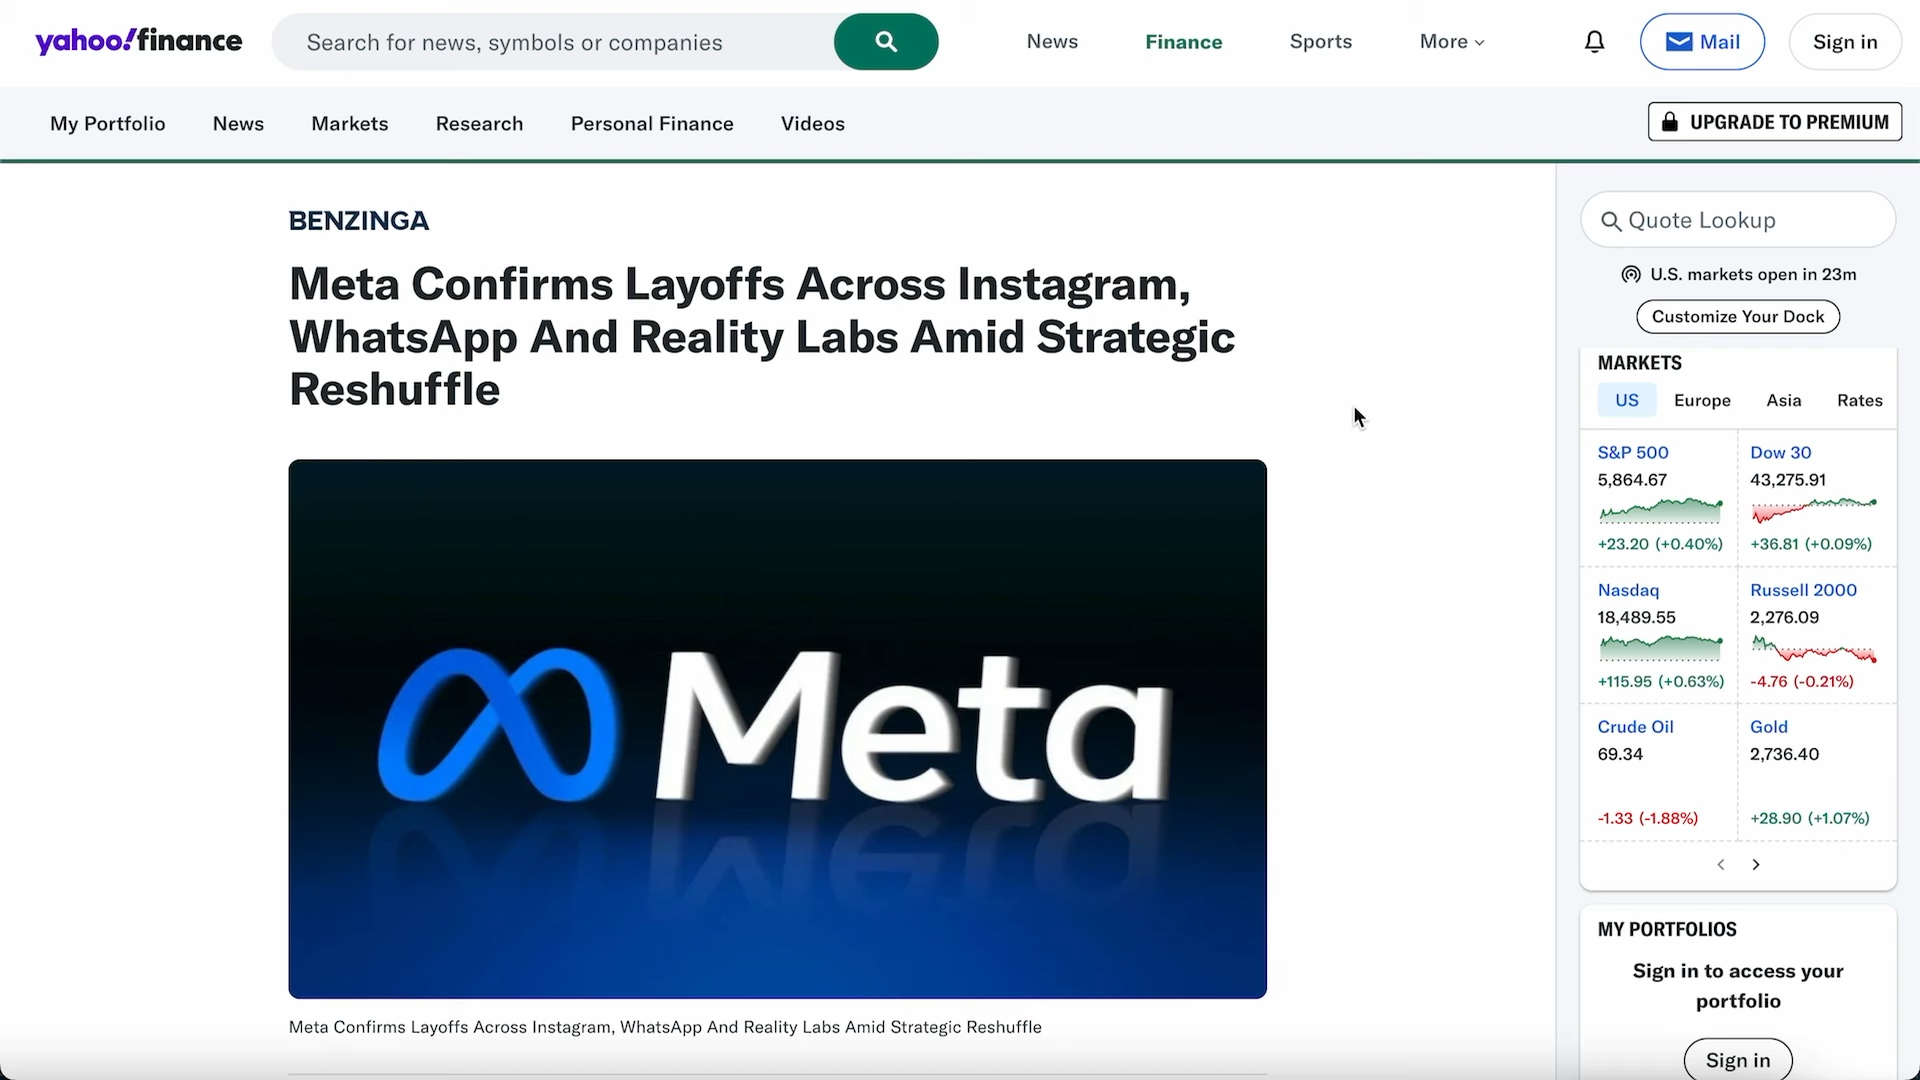 yahoo!finance
Search for news, symbols or companies
News
Finance
Sports
More
Mail
Sign in
My Portfolio
News
Markets
Research
Personal Finance
Videos
UPGRADE TO PREMIUM
BENZINGA
Meta Confirms Layoffs Across Instagram,
WhatsApp And Reality Labs Amid Strategic
Reshuffle
Meta
Meta Confirms Layoffs Across Instagram, WhatsApp And Reality Labs Amid Strategic Reshuffle
Quote Lookup
U.S. markets open in 23m
Customize Your Dock
MARKETS
US
Europe
Asia
Rates
S&P 500
5,864.67
+23.20 (+0.40%)
Dow 30
43,275.91
+36.81 (+0.09%)
Nasdaq
18,489.55
+115.95 (+0.63%)
Russell 2000
2,276.09
-4.76 (-0.21%)
Crude Oil
69.34
-1.33 (-1.88%)
Gold
2,736.40
+28.90 (+1.07%)
MY PORTFOLIOS
Sign in to access your
portfolio
Sign in